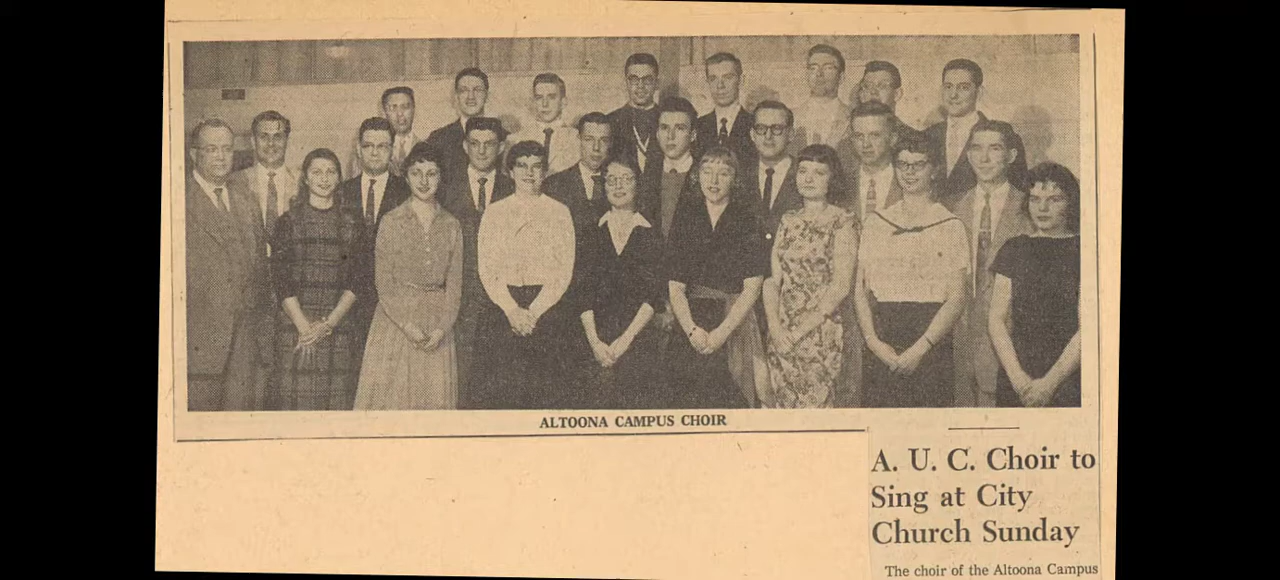 ALTOONA CAMPUS CHOIR
A. U. C. Choir to
Sing at City
Church Sunday
The choir of the Altoona Campus